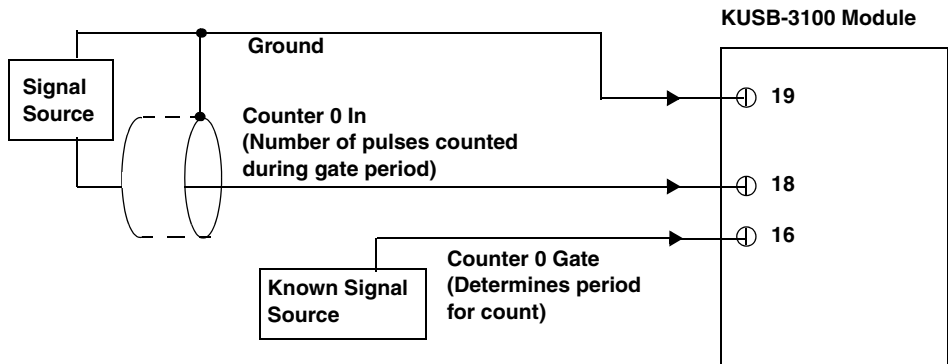 KUSB-3100 Module
Ground
Signal
Source
19
Counter 0 In
(Number of pulses counted
during gate period)
18
16
Counter 0 Gate
(Determines period
for count)
Known Signal
Source